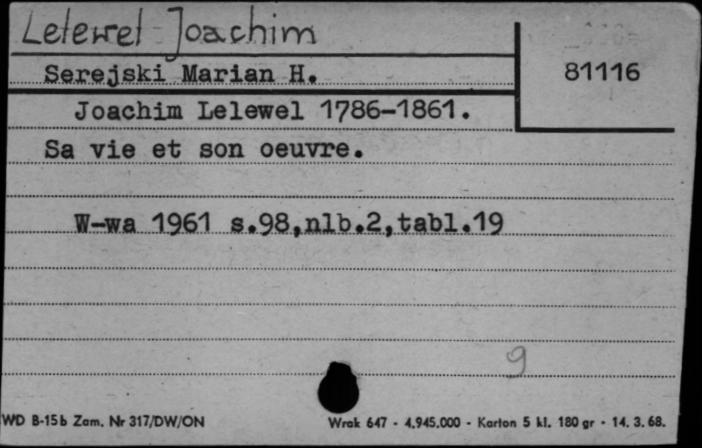 Lelewel Joachim
Serejski Marian H.
81116
Joachim Lelewel 1786-1861.
Sa vie et son oeuvre.
W-wa 1961 s.98,nlb.2,tabl.19
9
WD B-15b Zam. Nr 317/DW/ON
Wrak 647 - 4.945.000 - Karton 5 kl. 180 gr - 14. 3. 68.